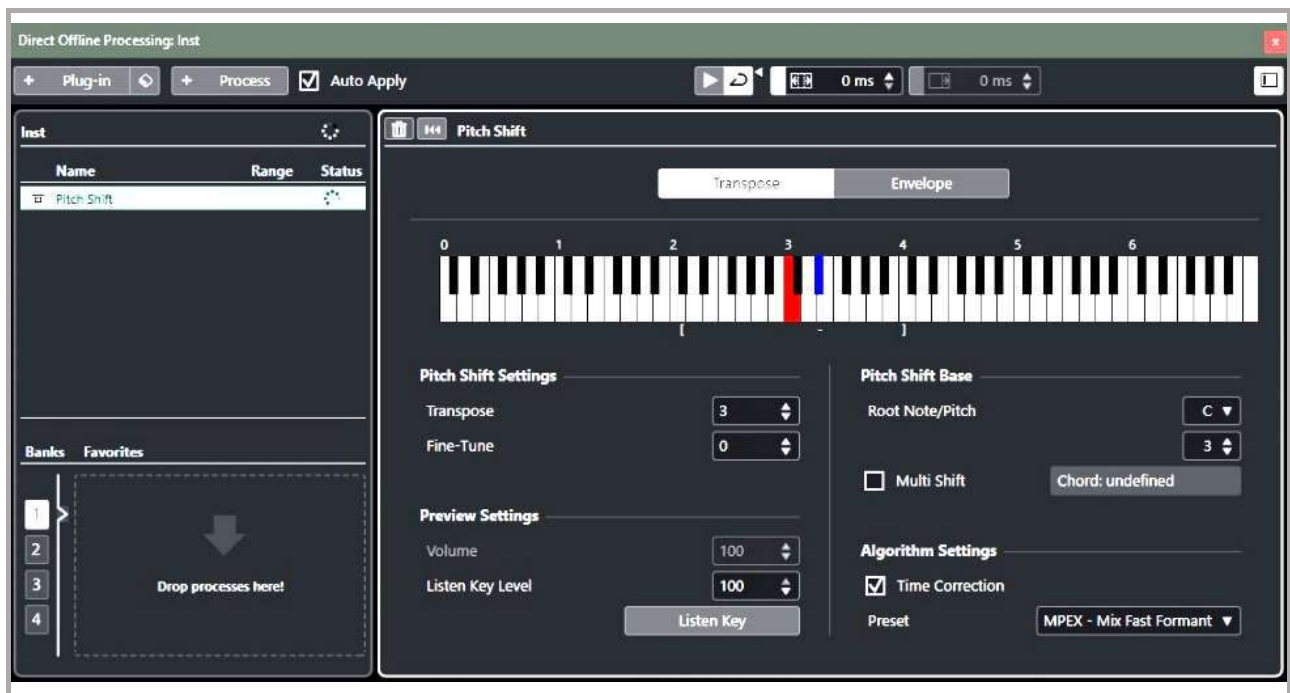 Direct Offline Processing: Inst
x
+ Plug-in + Process Auto Apply 0 ms 0 ms
Inst
Name Range Status
Pitch Shift
Banks Favorites
1
2
3
4
Drop processes here!
Pitch Shift
Transpose Envelope
0 1 2 3 4 5 6
[ - ]
Pitch Shift Settings
Transpose 3
Fine-Tune 0
Preview Settings
Volume 100
Listen Key Level 100
Listen Key
Pitch Shift Base
Root Note/Pitch C
3
Multi Shift Chord: undefined
Algorithm Settings
Time Correction
Preset MPEX - Mix Fast Formant